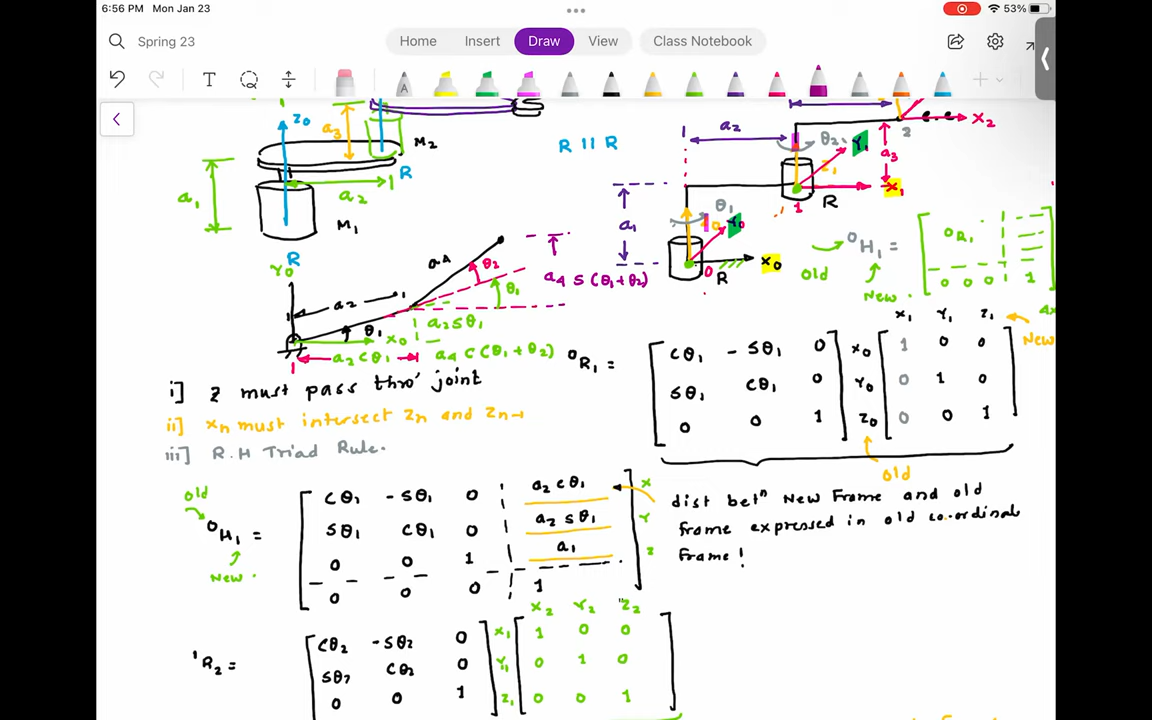 6:56 PM Mon Jan 23
53%
Spring 23
Home Insert Draw View Class Notebook
T
A
S
z0
a3
M2
R || R
a2
θ2
Y1
a3
2
X2
R
a1
a2
M1
a1
θ1
X1
1
R
Y0
X0
0
R
R
a4
θ2
a4 s (θ1+θ2)
θ1
Y0
a2
a2 sθ1
θ1
x0
a2 cθ1
a4 c (θ1+θ2)
1
old
0H1 =
New
0R1
0 0 0 1
0R1 =
cθ1 - sθ1 0
sθ1 cθ1 0
0 0 1
x0
Y0
Z0
x1 Y1 Z1
New
1 0 0
0 1 0
0 0 1
old
i] Z must pass thro' joint
ii] xn must intersect Zn and Zn-1
iii] R.H Triad Rule.
old
0H1 =
New
cθ1 -sθ1 0 a2 cθ1
sθ1 cθ1 0 a2 sθ1
0 0 1 a1
0 0 0 1
X
Y
Z
dist betn New Frame and old
frame expressed in old co-ordinate
Frame !
1R2 =
cθ2 -sθ2 0
sθ2 cθ2 0
0 0 1
X1
Y1
Z1
X2 Y2 Z2
1 0 0
0 1 0
0 0 1